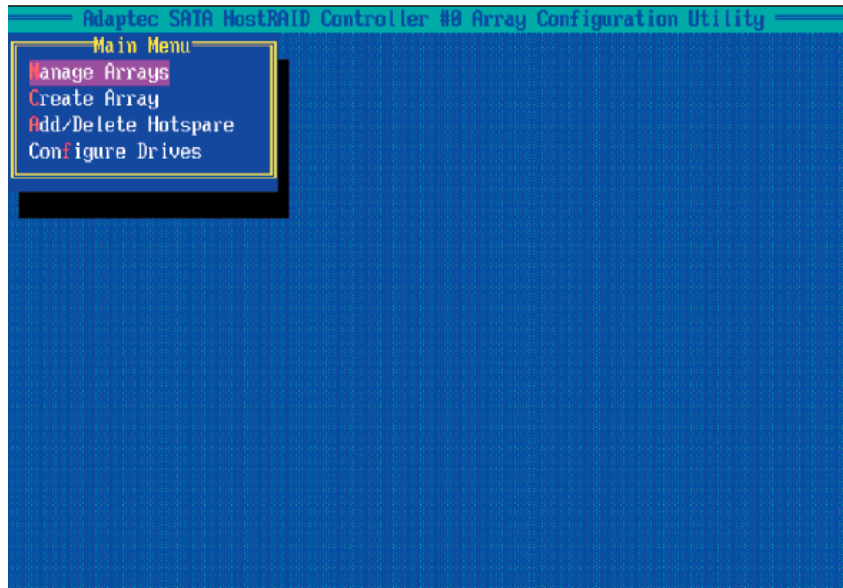 Adaptec SATA HostRAID Controller #0 Array Configuration Utility
Main Menu
Manage Arrays
Create Array
Add/Delete Hotspare
Configure Drives